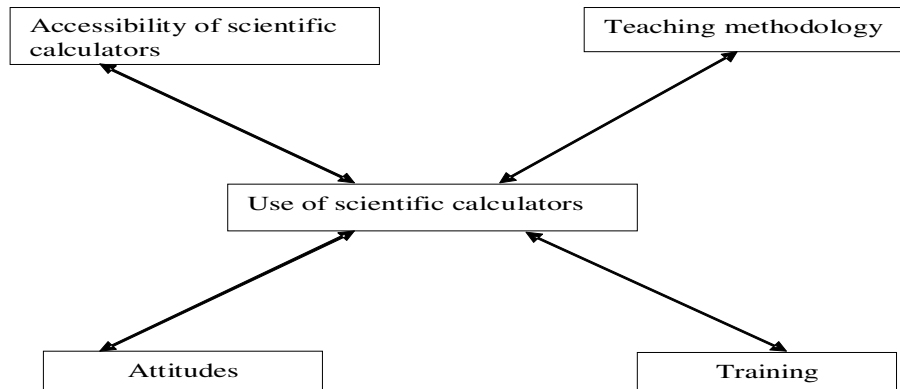 Accessibility of scientific
calculators
Teaching methodology
Use of scientific calculators
Attitudes
Training